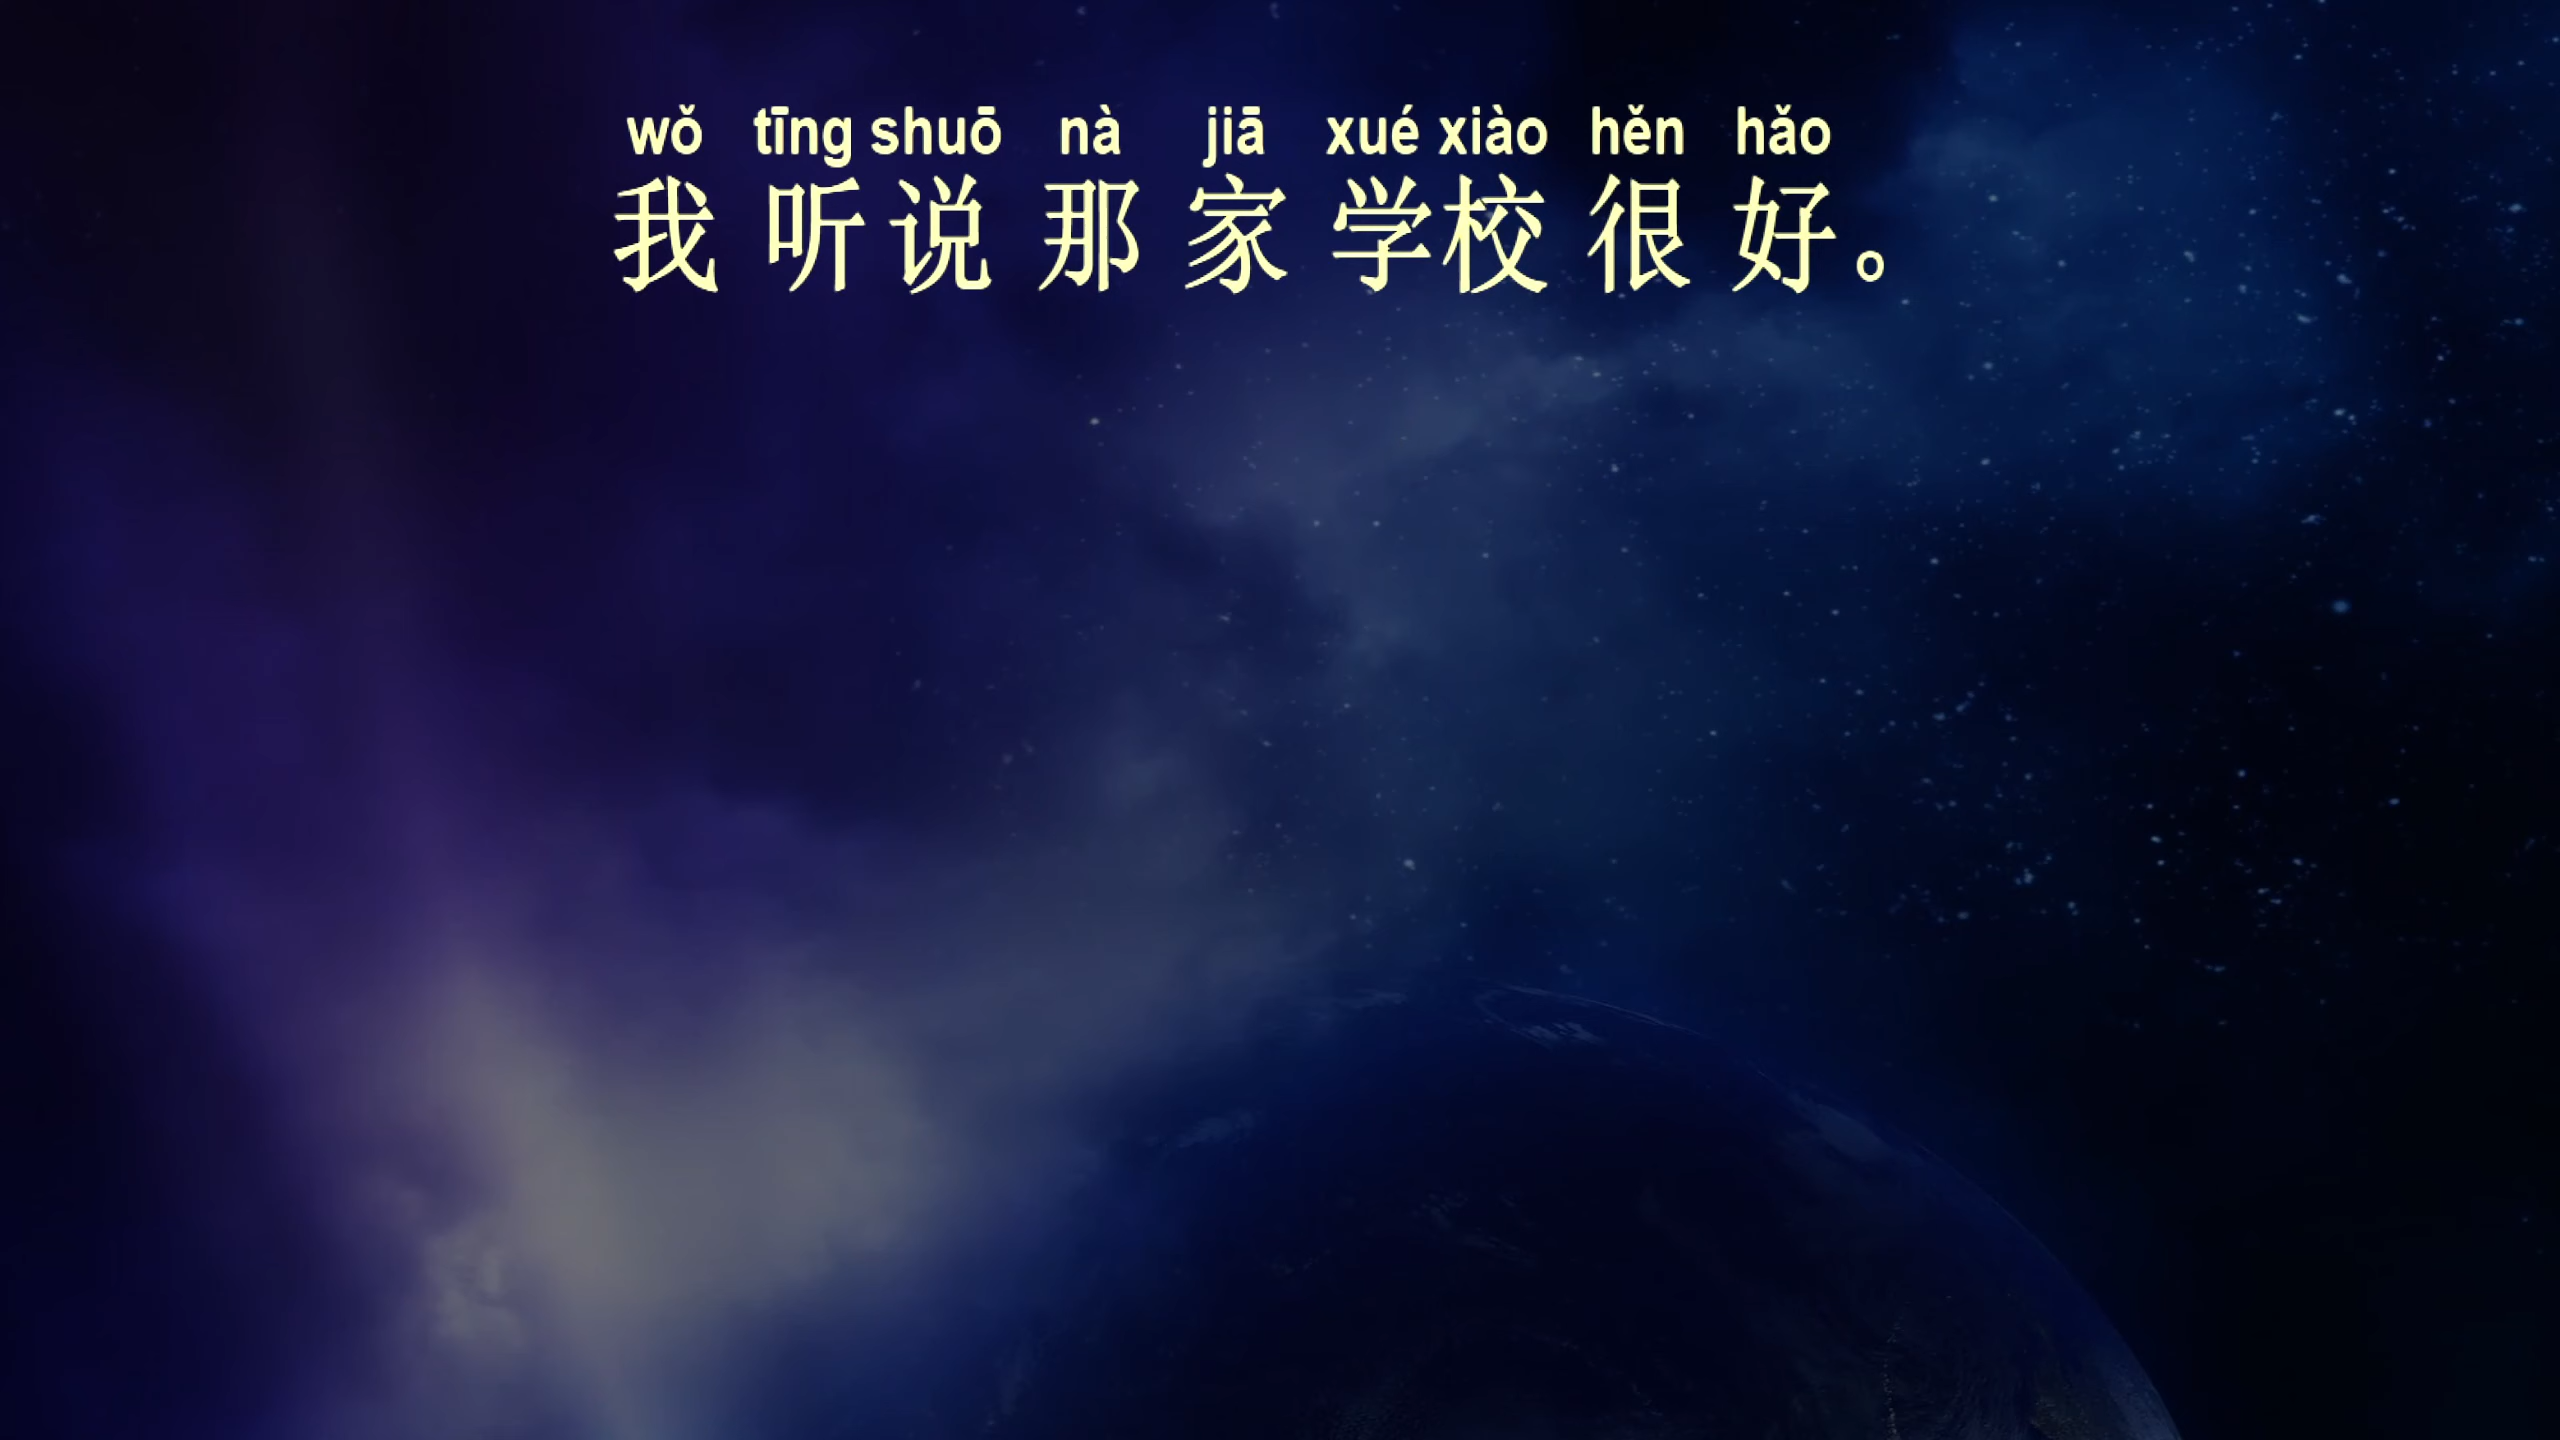 wǒ tīng shuō nà jiā xué xiào hěn hǎo
我 听说 那 家 学校 很 好。